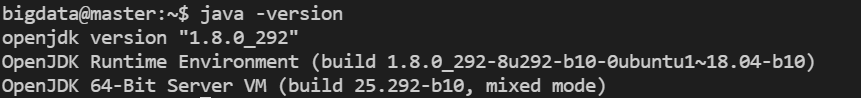 bigdata@master:~$ java -version
openjdk version "1.8.0_292"
OpenJDK Runtime Environment (build 1.8.0_292-8u292-b10-0ubuntu1~18.04-b10)
OpenJDK 64-Bit Server VM (build 25.292-b10, mixed mode)